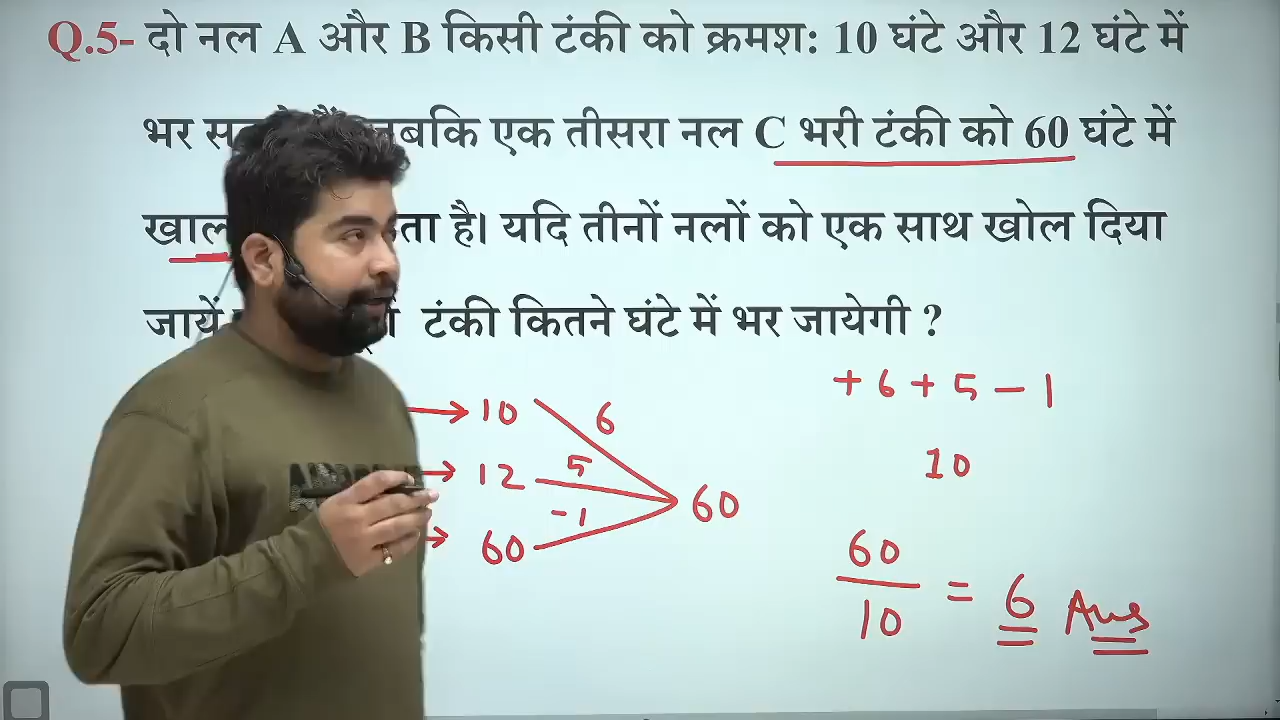 Q.5- दो नल A और B किसी टंकी को क्रमश: 10 घंटे और 12 घंटे में
भर जबकि एक तीसरा नल C भरी टंकी को 60 घंटे में
है। यदि तीनों नलों को एक साथ खोल दिया
जायें टंकी कितने घंटे में भर जायेगी ?
+ 6 + 5 - 1
10 6
10
12 5
60
-1
60
60
10
= 6 Ans